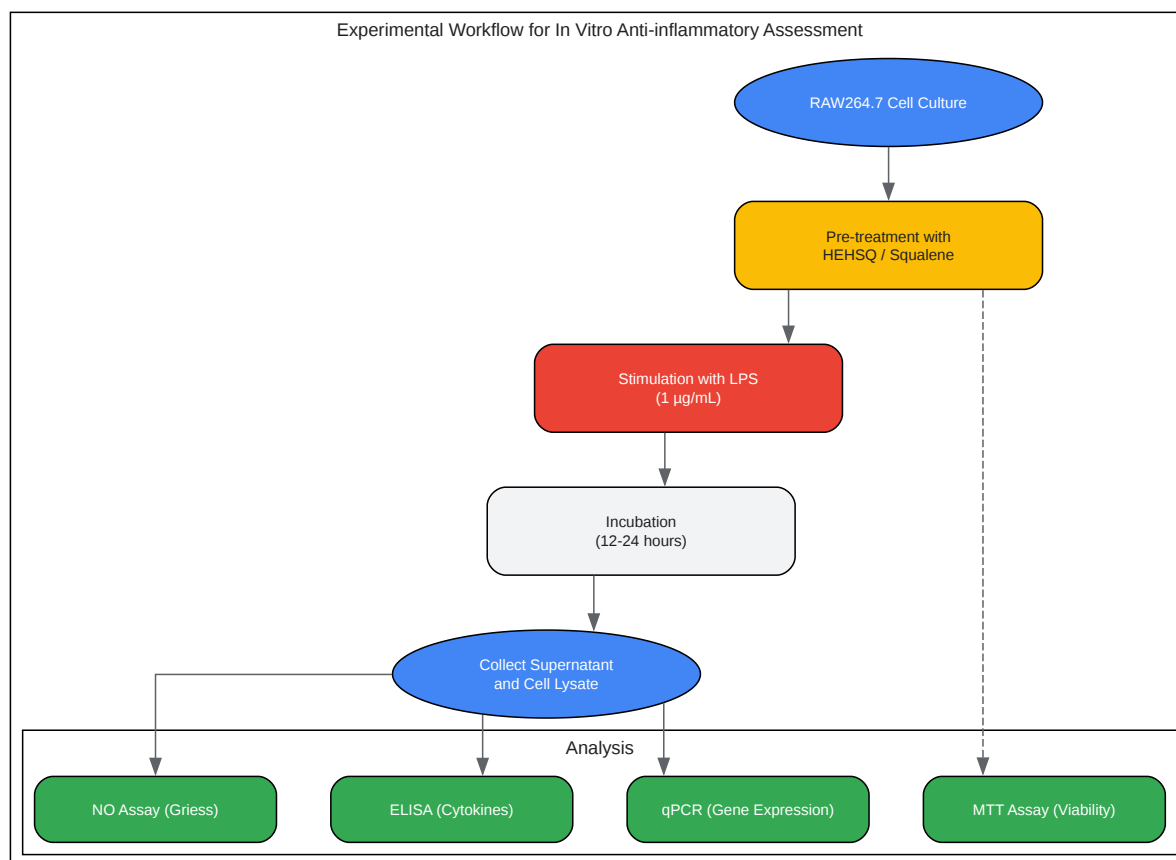 Experimental Workflow for In Vitro Anti-inflammatory Assessment
RAW264.7 Cell Culture
Pre-treatment with
HEHSQ / Squalene
Stimulation with LPS
(1 µg/mL)
Incubation
(12-24 hours)
Collect Supernatant
and Cell Lysate
Analysis
NO Assay (Griess)
ELISA (Cytokines)
qPCR (Gene Expression)
MTT Assay (Viability)